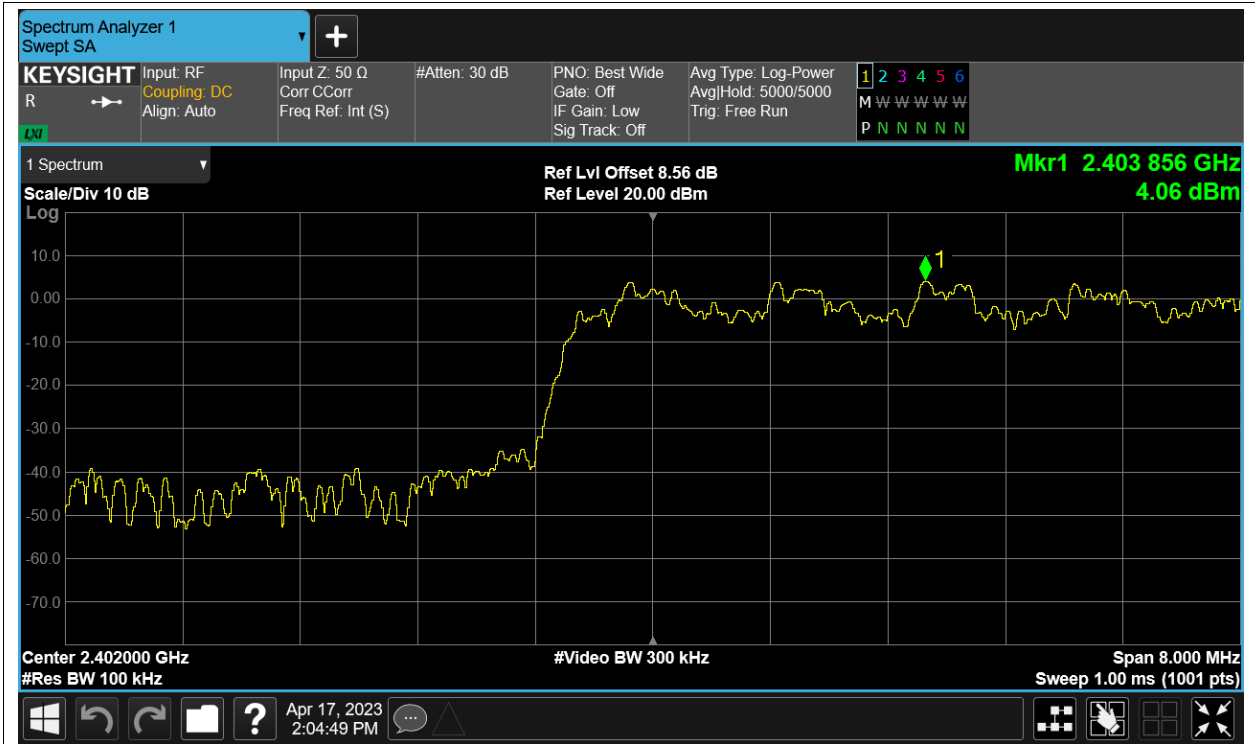 Spectrum Analyzer 1
Swept SA
KEYSIGHT
R
LXI
Input: RF
Coupling: DC
Align: Auto
Input Z: 50 Ω
Corr CCorr
Freq Ref: Int (S)
#Atten: 30 dB
PNO: Best Wide
Gate: Off
IF Gain: Low
Sig Track: Off
Avg Type: Log-Power
Avg|Hold: 5000/5000
Trig: Free Run
1 2 3 4 5 6
M W W W W W
P N N N N N
1 Spectrum
Scale/Div 10 dB
Ref Lvl Offset 8.56 dB
Ref Level 20.00 dBm
Mkr1 2.403 856 GHz
4.06 dBm
Log
1
10.0
0.00
-10.0
-20.0
-30.0
-40.0
-50.0
-60.0
-70.0
Center 2.402000 GHz
#Video BW 300 kHz
Span 8.000 MHz
#Res BW 100 kHz
Sweep 1.00 ms (1001 pts)
?
Apr 17, 2023
2:04:49 PM